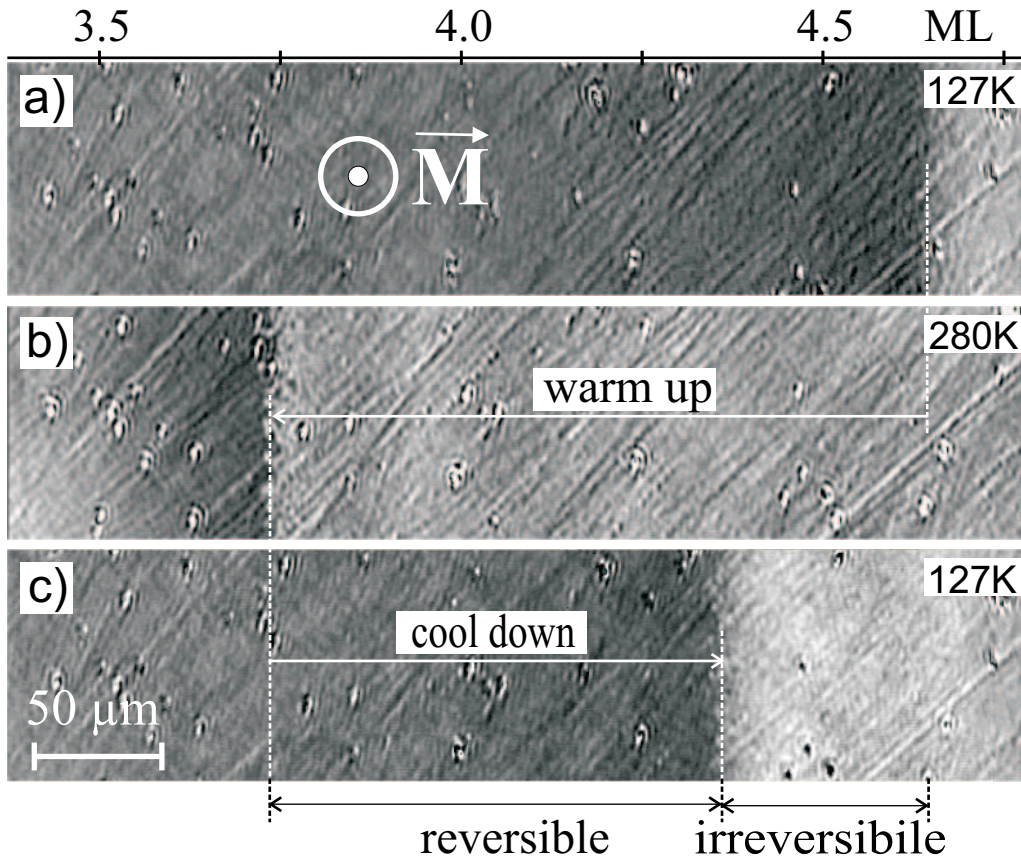 3.5 4.0 4.5 ML
a) 127K
M
b) 280K
warm up
c) 127K
cool down
50 µm
reversible irreversibile